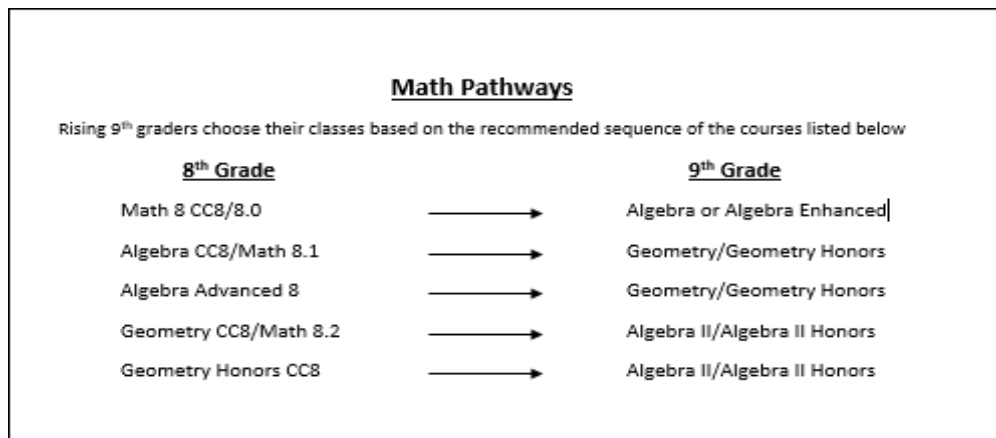 Math Pathways
Rising 9th graders choose their classes based on the recommended sequence of the courses listed below
8th Grade 9th Grade
Math 8 CC8/8.0 Algebra or Algebra Enhanced
Algebra CC8/Math 8.1 Geometry/Geometry Honors
Algebra Advanced 8 Geometry/Geometry Honors
Geometry CC8/Math 8.2 Algebra II/Algebra II Honors
Geometry Honors CC8 Algebra II/Algebra II Honors